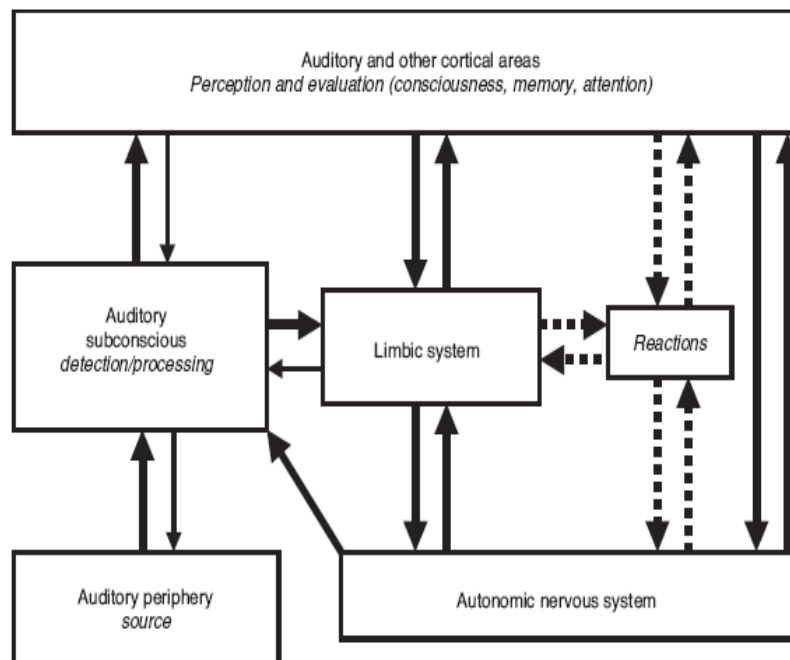 Auditory and other cortical areas
Perception and evaluation (consciousness, memory, attention)
Auditory
subconscious
detection/processing)
Limbic system
Reactions
Auditory periphery
source
Autonomic nervous system